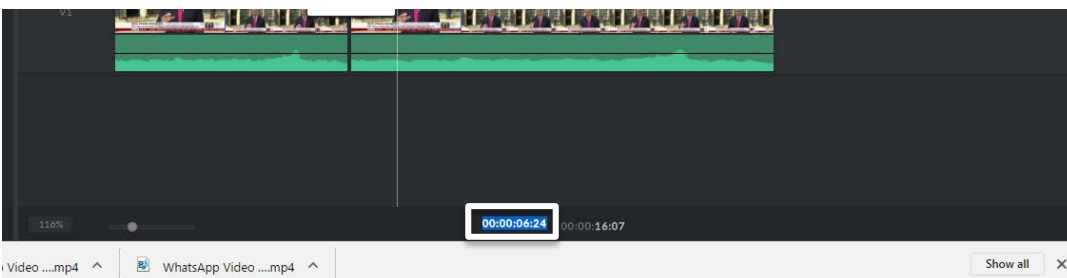 V1
116%
00:00:06:24 00:00:16:07
Video ....mp4 WhatsApp Video ....mp4 Show all